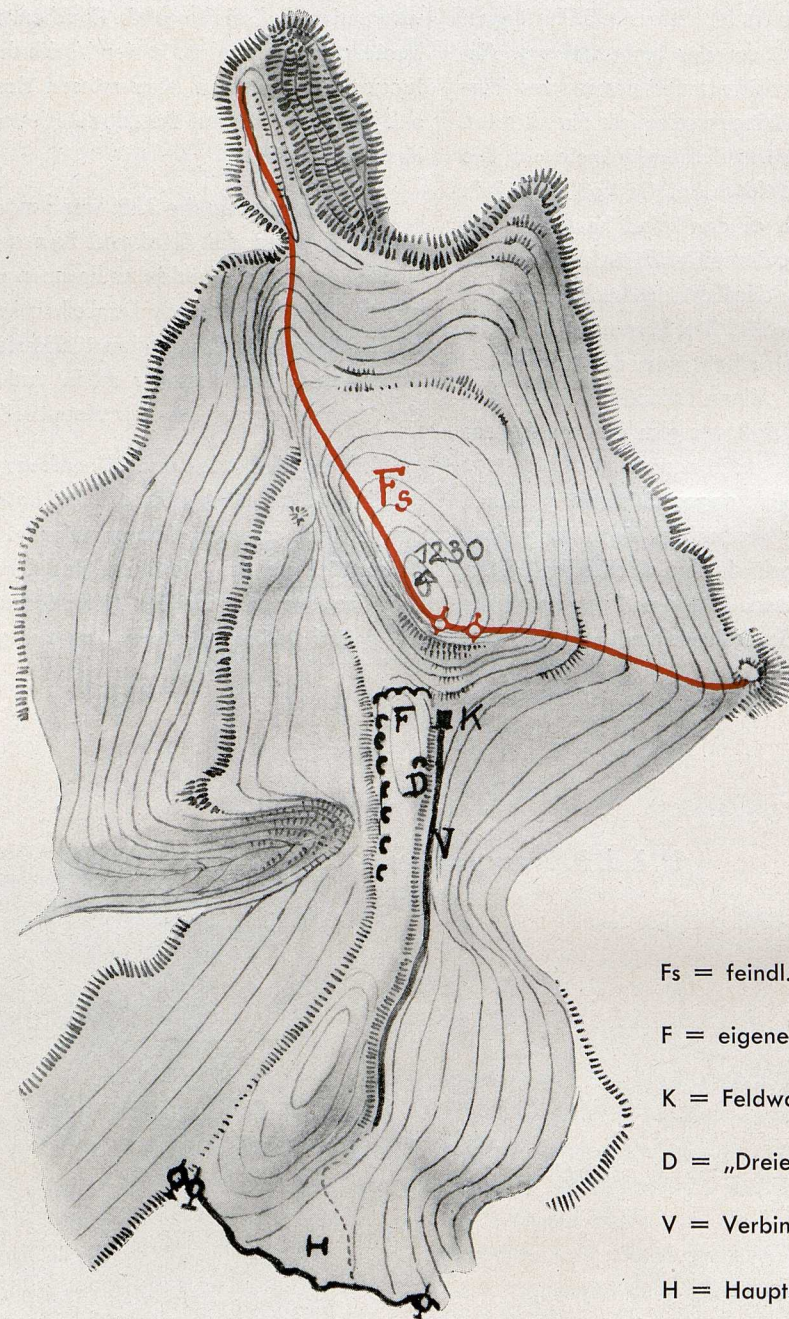 Fs
1230
F
K
D
V
H
Fs = feindl.
F = eigene
K = Feldwa
D = „Dreie
V = Verbin
H = Haupt